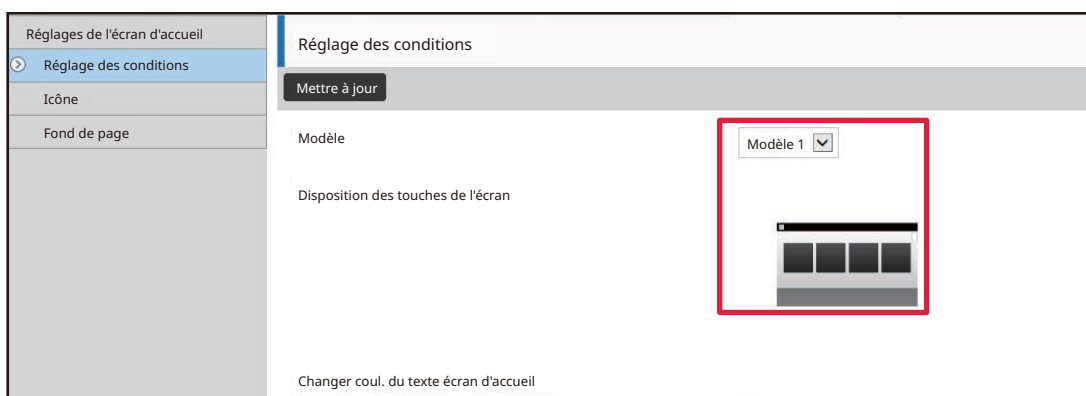 Réglages de l'écran d'accueil
Réglage des conditions
Icône
Fond de page
Réglage des conditions
Mettre à jour
Modèle
Modèle 1
Disposition des touches de l'écran
Changer coul. du texte écran d'accueil